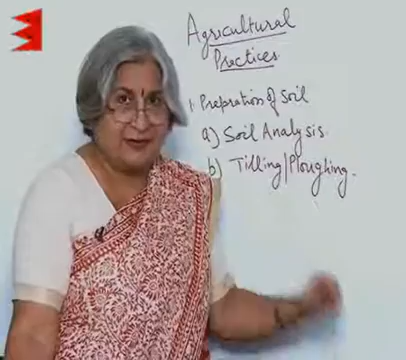 Agricultural
Practices
1. Prepration of Soil
a) Soil Analysis
b) Tilling/Ploughing.